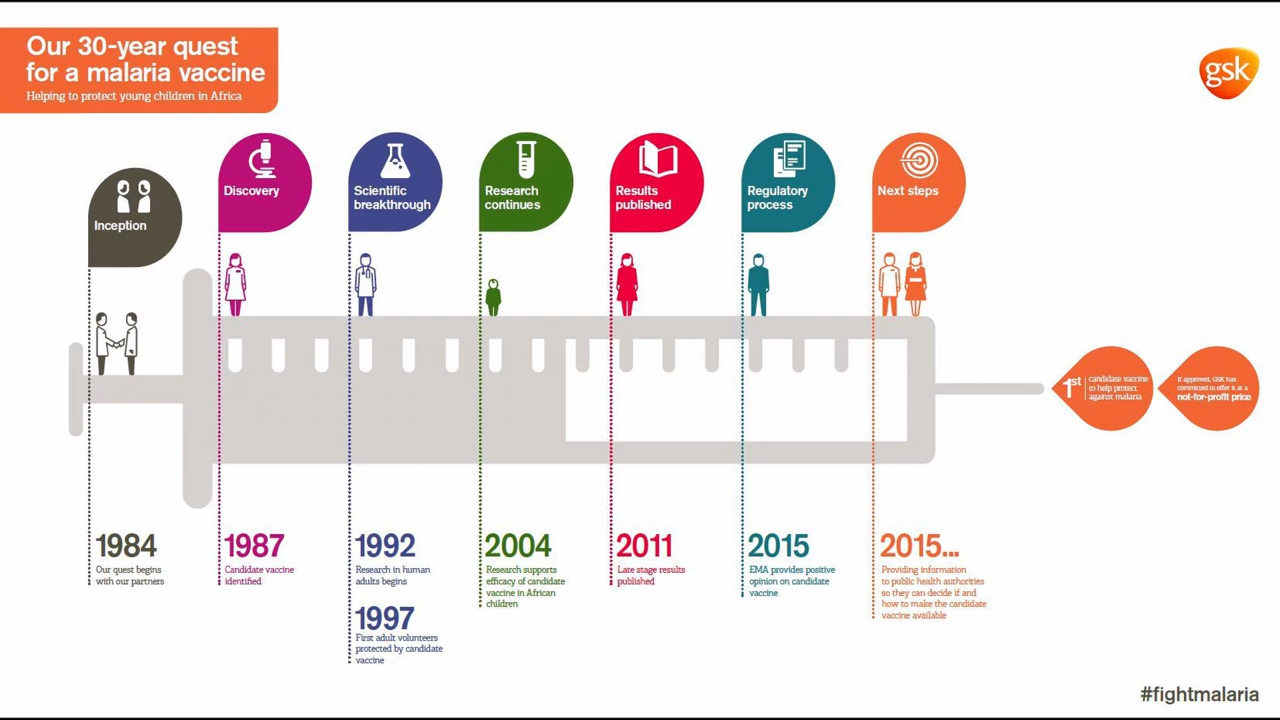 Our 30-year quest
for a malaria vaccine
Helping to protect young children in Africa
gsk
Inception
Discovery
Scientific
breakthrough
Research
continues
Results
published
Regulatory
process
Next steps
1st
candidate vaccine
to help protect
against malaria
If approved, GSK has
committed to offer it at a
not-for-profit price
1984
Our quest begins
with our partners
1987
Candidate vaccine
identified
1992
Research in human
adults begins
1997
First adult volunteers
protected by candidate
vaccine
2004
Research supports
efficacy of candidate
vaccine in African
children
2011
Late stage results
published
2015
EMA provides positive
opinion on candidate
vaccine
2015...
Providing information
to public health authorities
so they can decide if and
how to make the candidate
vaccine available
#fightmalaria